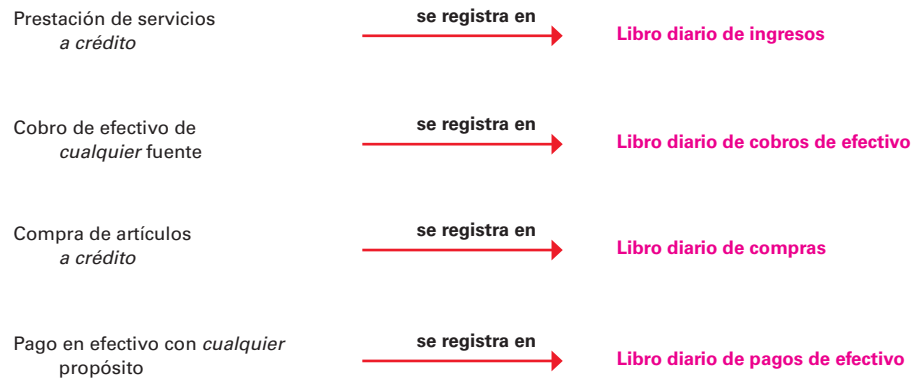 Prestación de servicios
a crédito
se registra en
Libro diario de ingresos
Cobro de efectivo de
cualquier fuente
se registra en
Libro diario de cobros de efectivo
Compra de artículos
a crédito
se registra en
Libro diario de compras
Pago en efectivo con cualquier
propósito
se registra en
Libro diario de pagos de efectivo